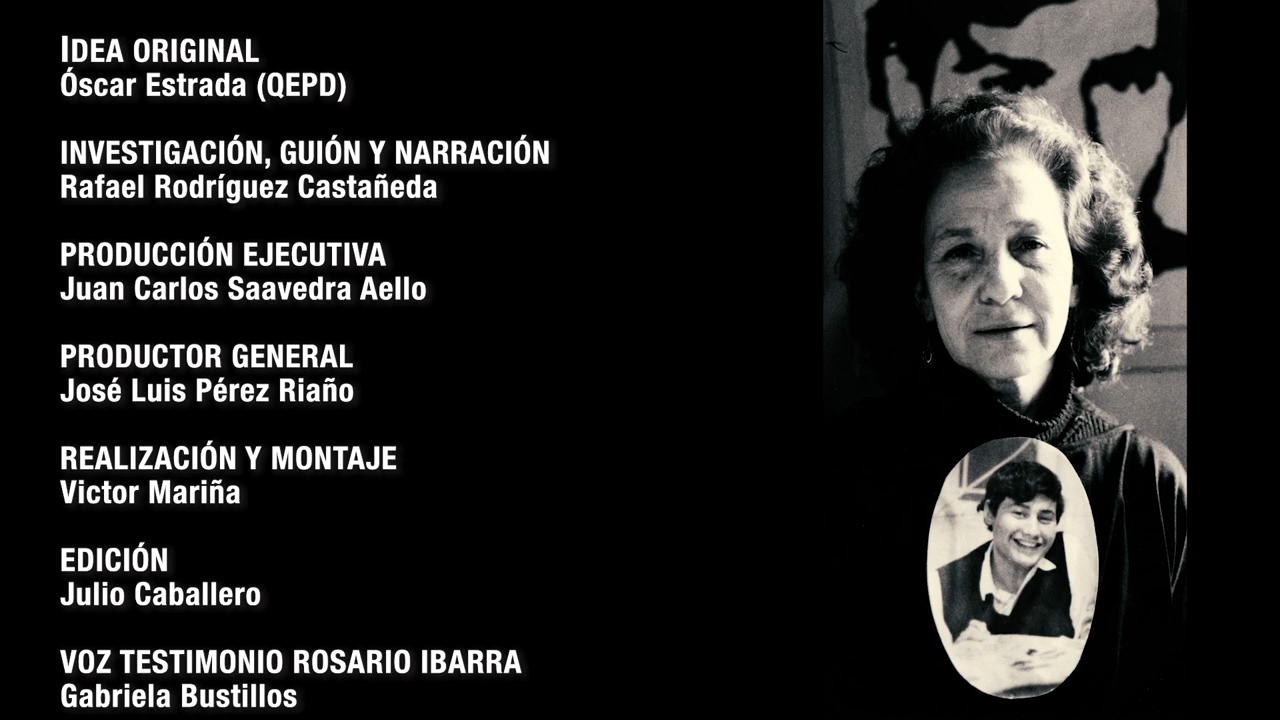 IDEA ORIGINAL
Óscar Estrada (QEPD)
INVESTIGACIÓN, GUIÓN Y NARRACIÓN
Rafael Rodríguez Castañeda
PRODUCCIÓN EJECUTIVA
Juan Carlos Saavedra Aello
PRODUCTOR GENERAL
José Luis Pérez Riaño
REALIZACIÓN Y MONTAJE
Victor Mariña
EDICIÓN
Julio Caballero
VOZ TESTIMONIO ROSARIO IBARRA
Gabriela Bustillos